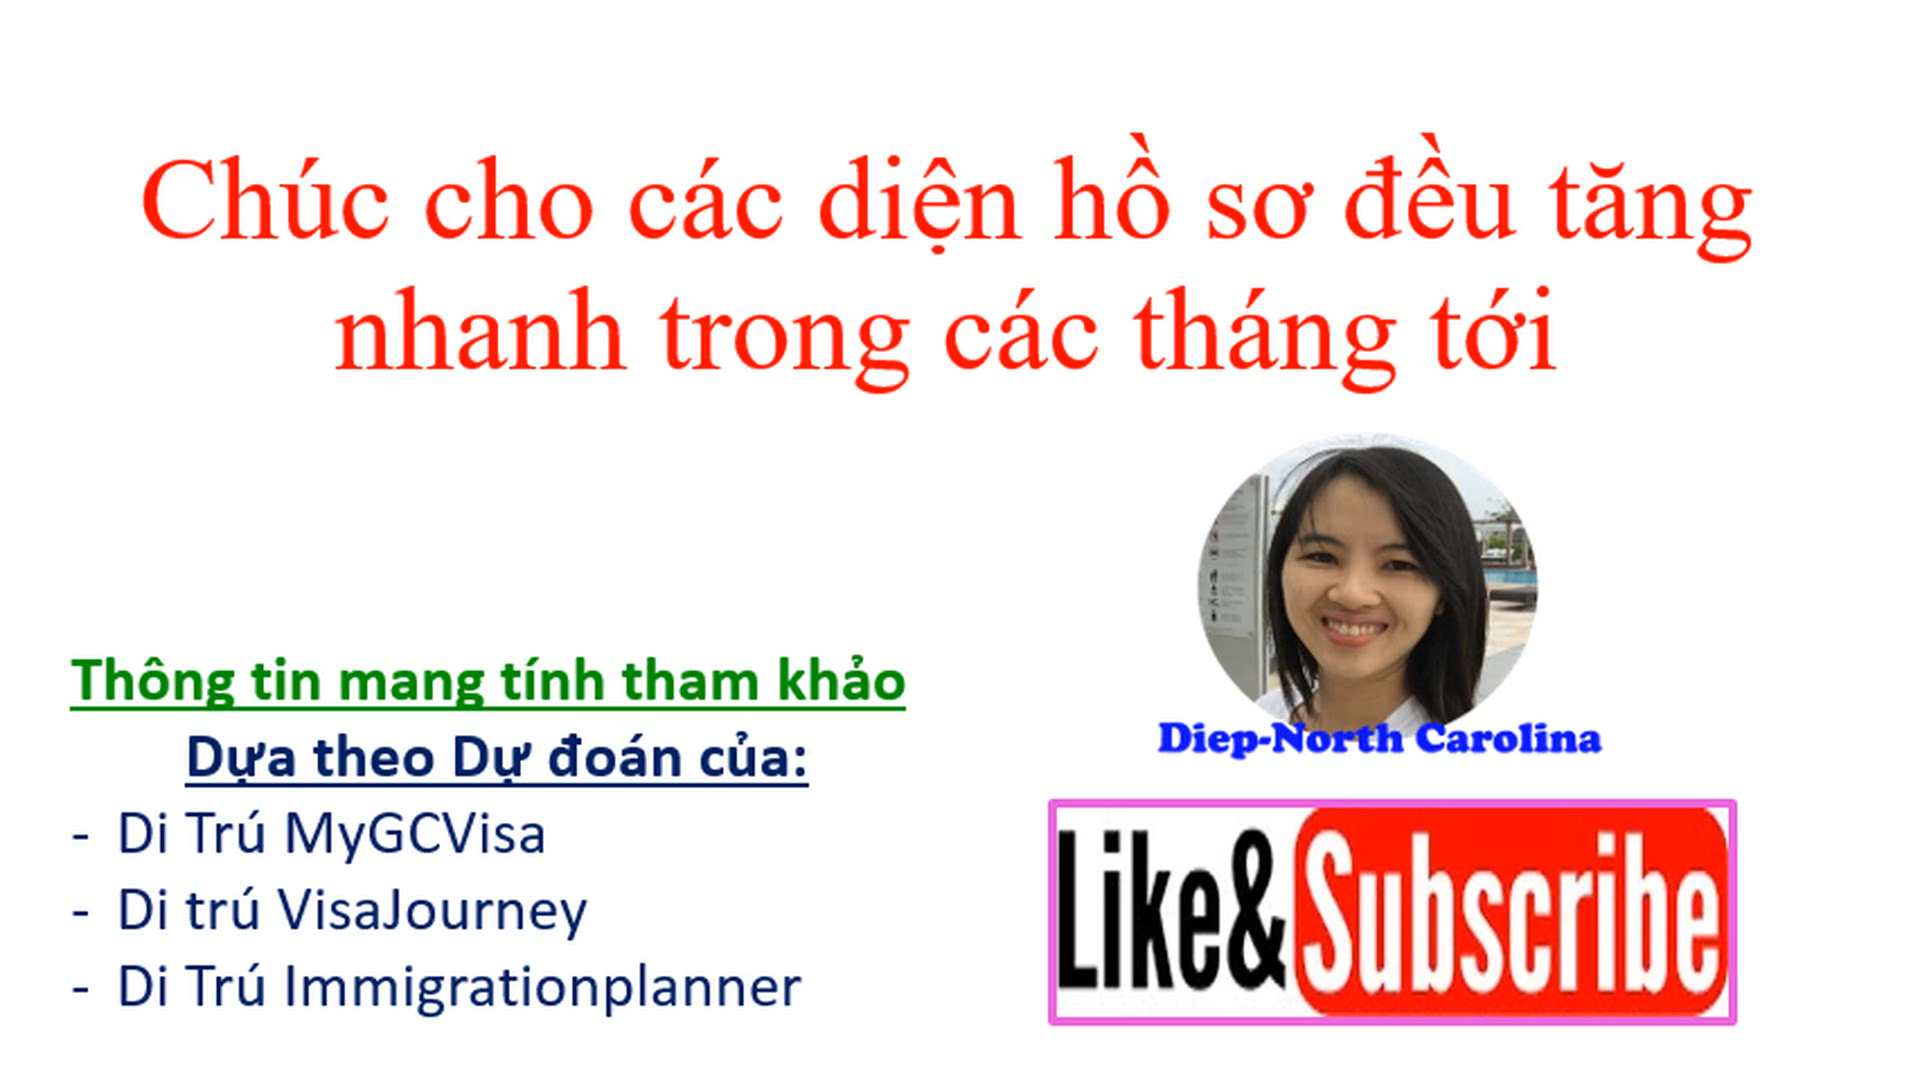 Chúc cho các diện hồ sơ đều tăng
nhanh trong các tháng tới
Thông tin mang tính tham khảo
Dựa theo Dự đoán của:
- Di Trú MyGCVisa
- Di trú VisaJourney
- Di Trú Immigrationplanner
Diep-North Carolina
Like&Subscribe